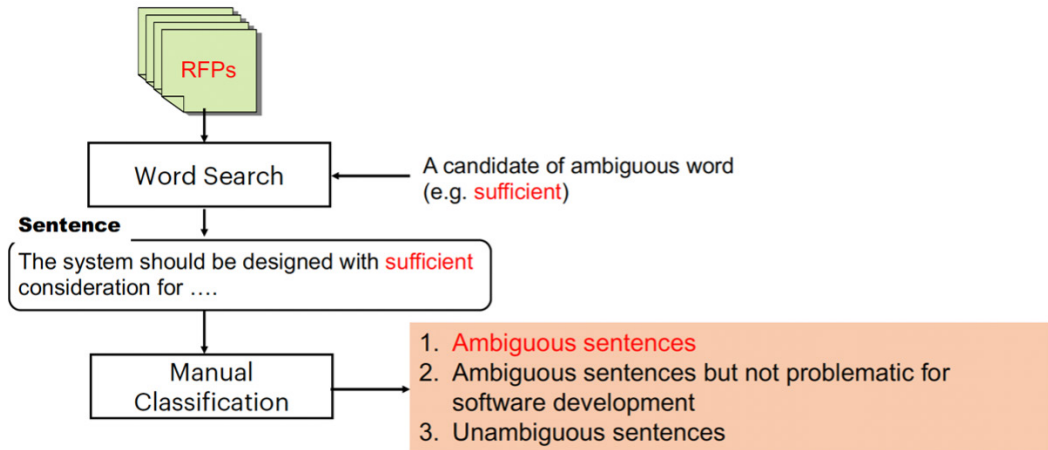 RFPs
Word Search
A candidate of ambiguous word
(e.g. sufficient)
Sentence
The system should be designed with sufficient
consideration for ….
Manual
Classification
1. Ambiguous sentences
2. Ambiguous sentences but not problematic for
software development
3. Unambiguous sentences